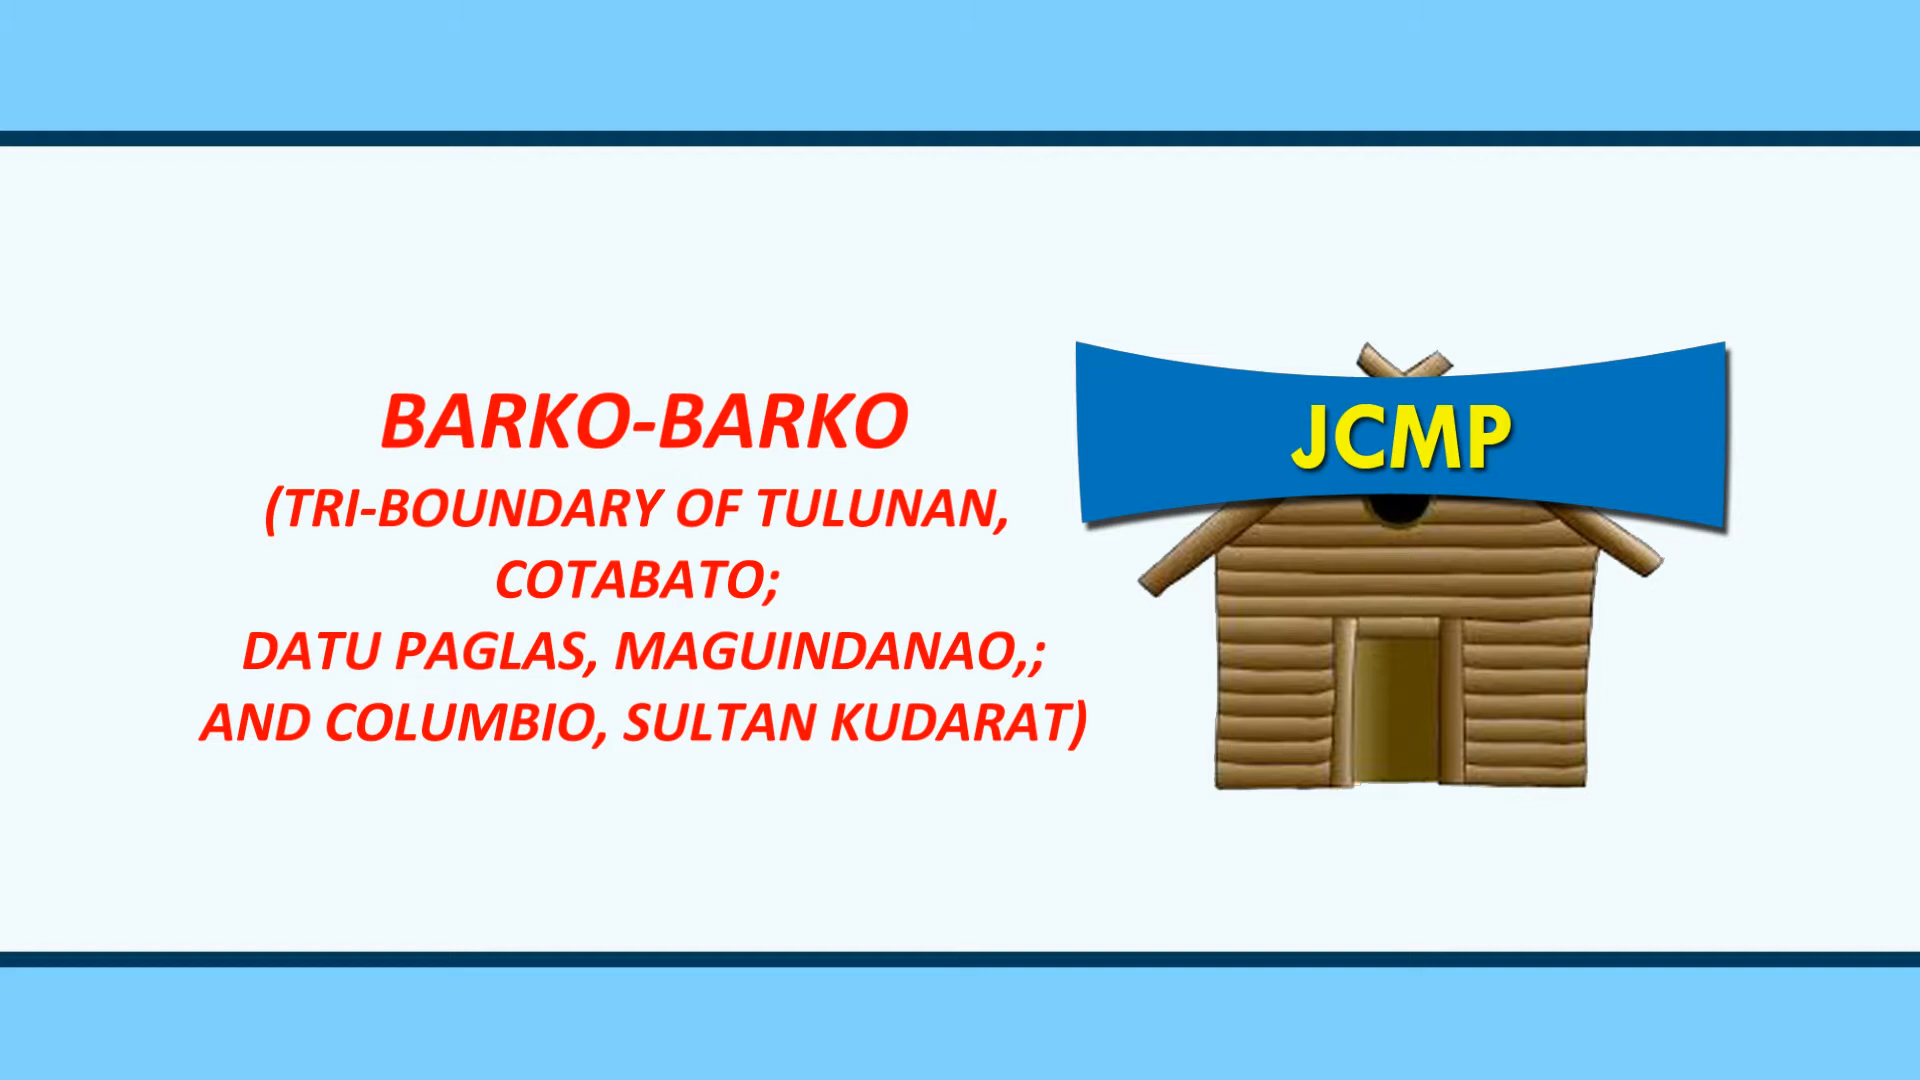 BARKO-BARKO
(TRI-BOUNDARY OF TULUNAN,
COTABATO;
DATU PAGLAS, MAGUINDANAO,;
AND COLUMBIO, SULTAN KUDARAT)
JCMP